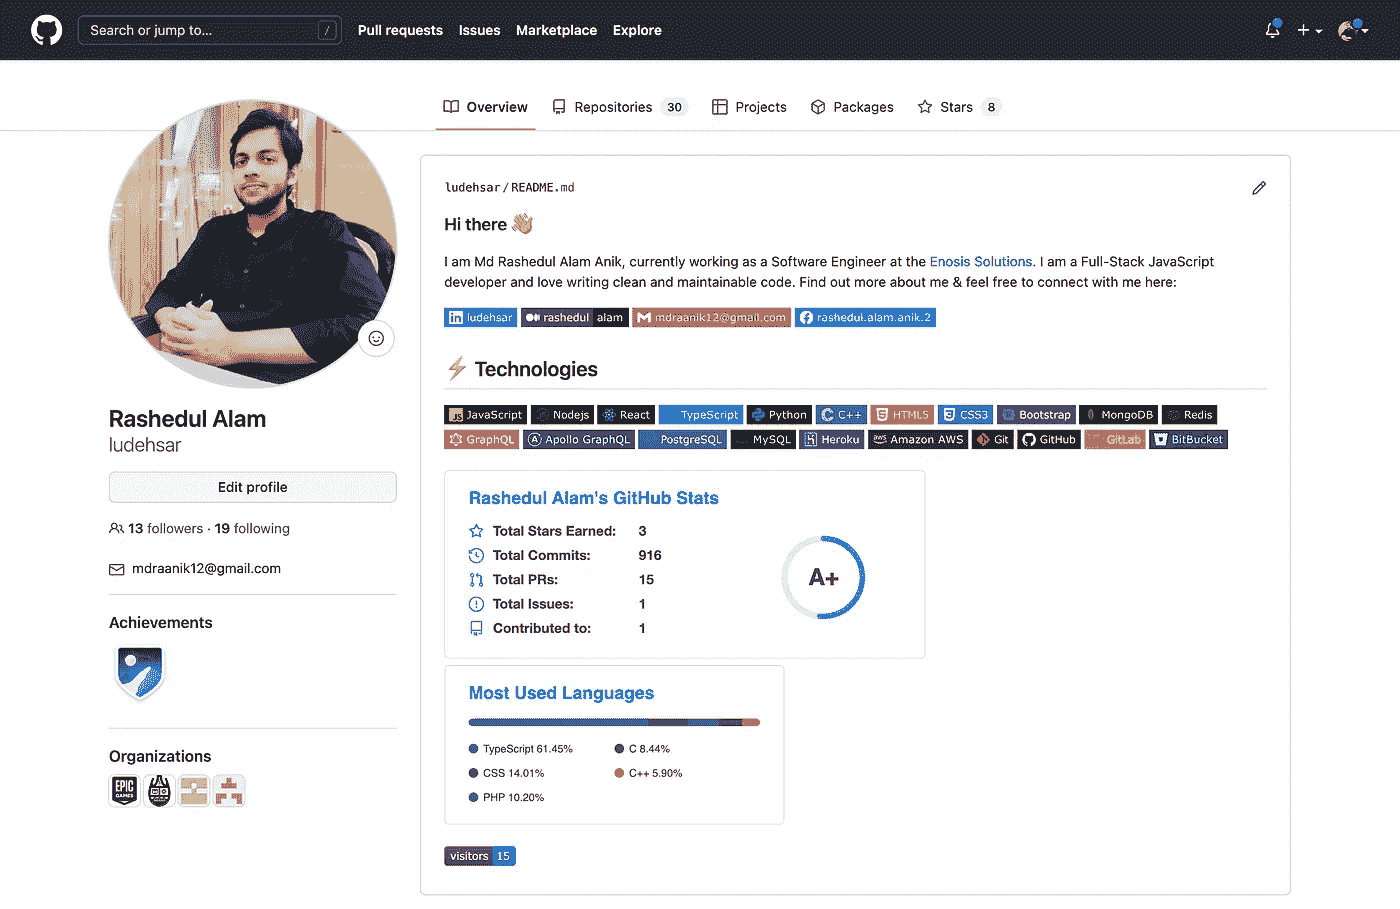 Search or jump to... /
Pull requests Issues Marketplace Explore
Overview Repositories 30 Projects Packages Stars 8
Rashedul Alam
ludehsar
Edit profile
13 followers · 19 following
mdraanik12@gmail.com
Achievements
Organizations
EPIC GAMES
ludehsar/README.md
Hi there 👋
I am Md Rashedul Alam Anik, currently working as a Software Engineer at the Enosis Solutions. I am a Full-Stack JavaScript
developer and love writing clean and maintainable code. Find out more about me & feel free to connect with me here:
in ludehsar rashedul alam mdraanik12@gmail.com rashedul.alam.anik.2
⚡ Technologies
JS JavaScript Nodejs React TypeScript Python C C++ HTML5 CSS3 Bootstrap MongoDB Redis
GraphQL Apollo GraphQL PostgreSQL MySQL Heroku aws Amazon AWS Git GitHub GitLab BitBucket
Rashedul Alam's GitHub Stats
Total Stars Earned: 3
Total Commits: 916
Total PRs: 15
Total Issues: 1
Contributed to: 1
A+
Most Used Languages
TypeScript 61.45% C 8.44%
CSS 14.01% C++ 5.90%
PHP 10.20%
visitors 15